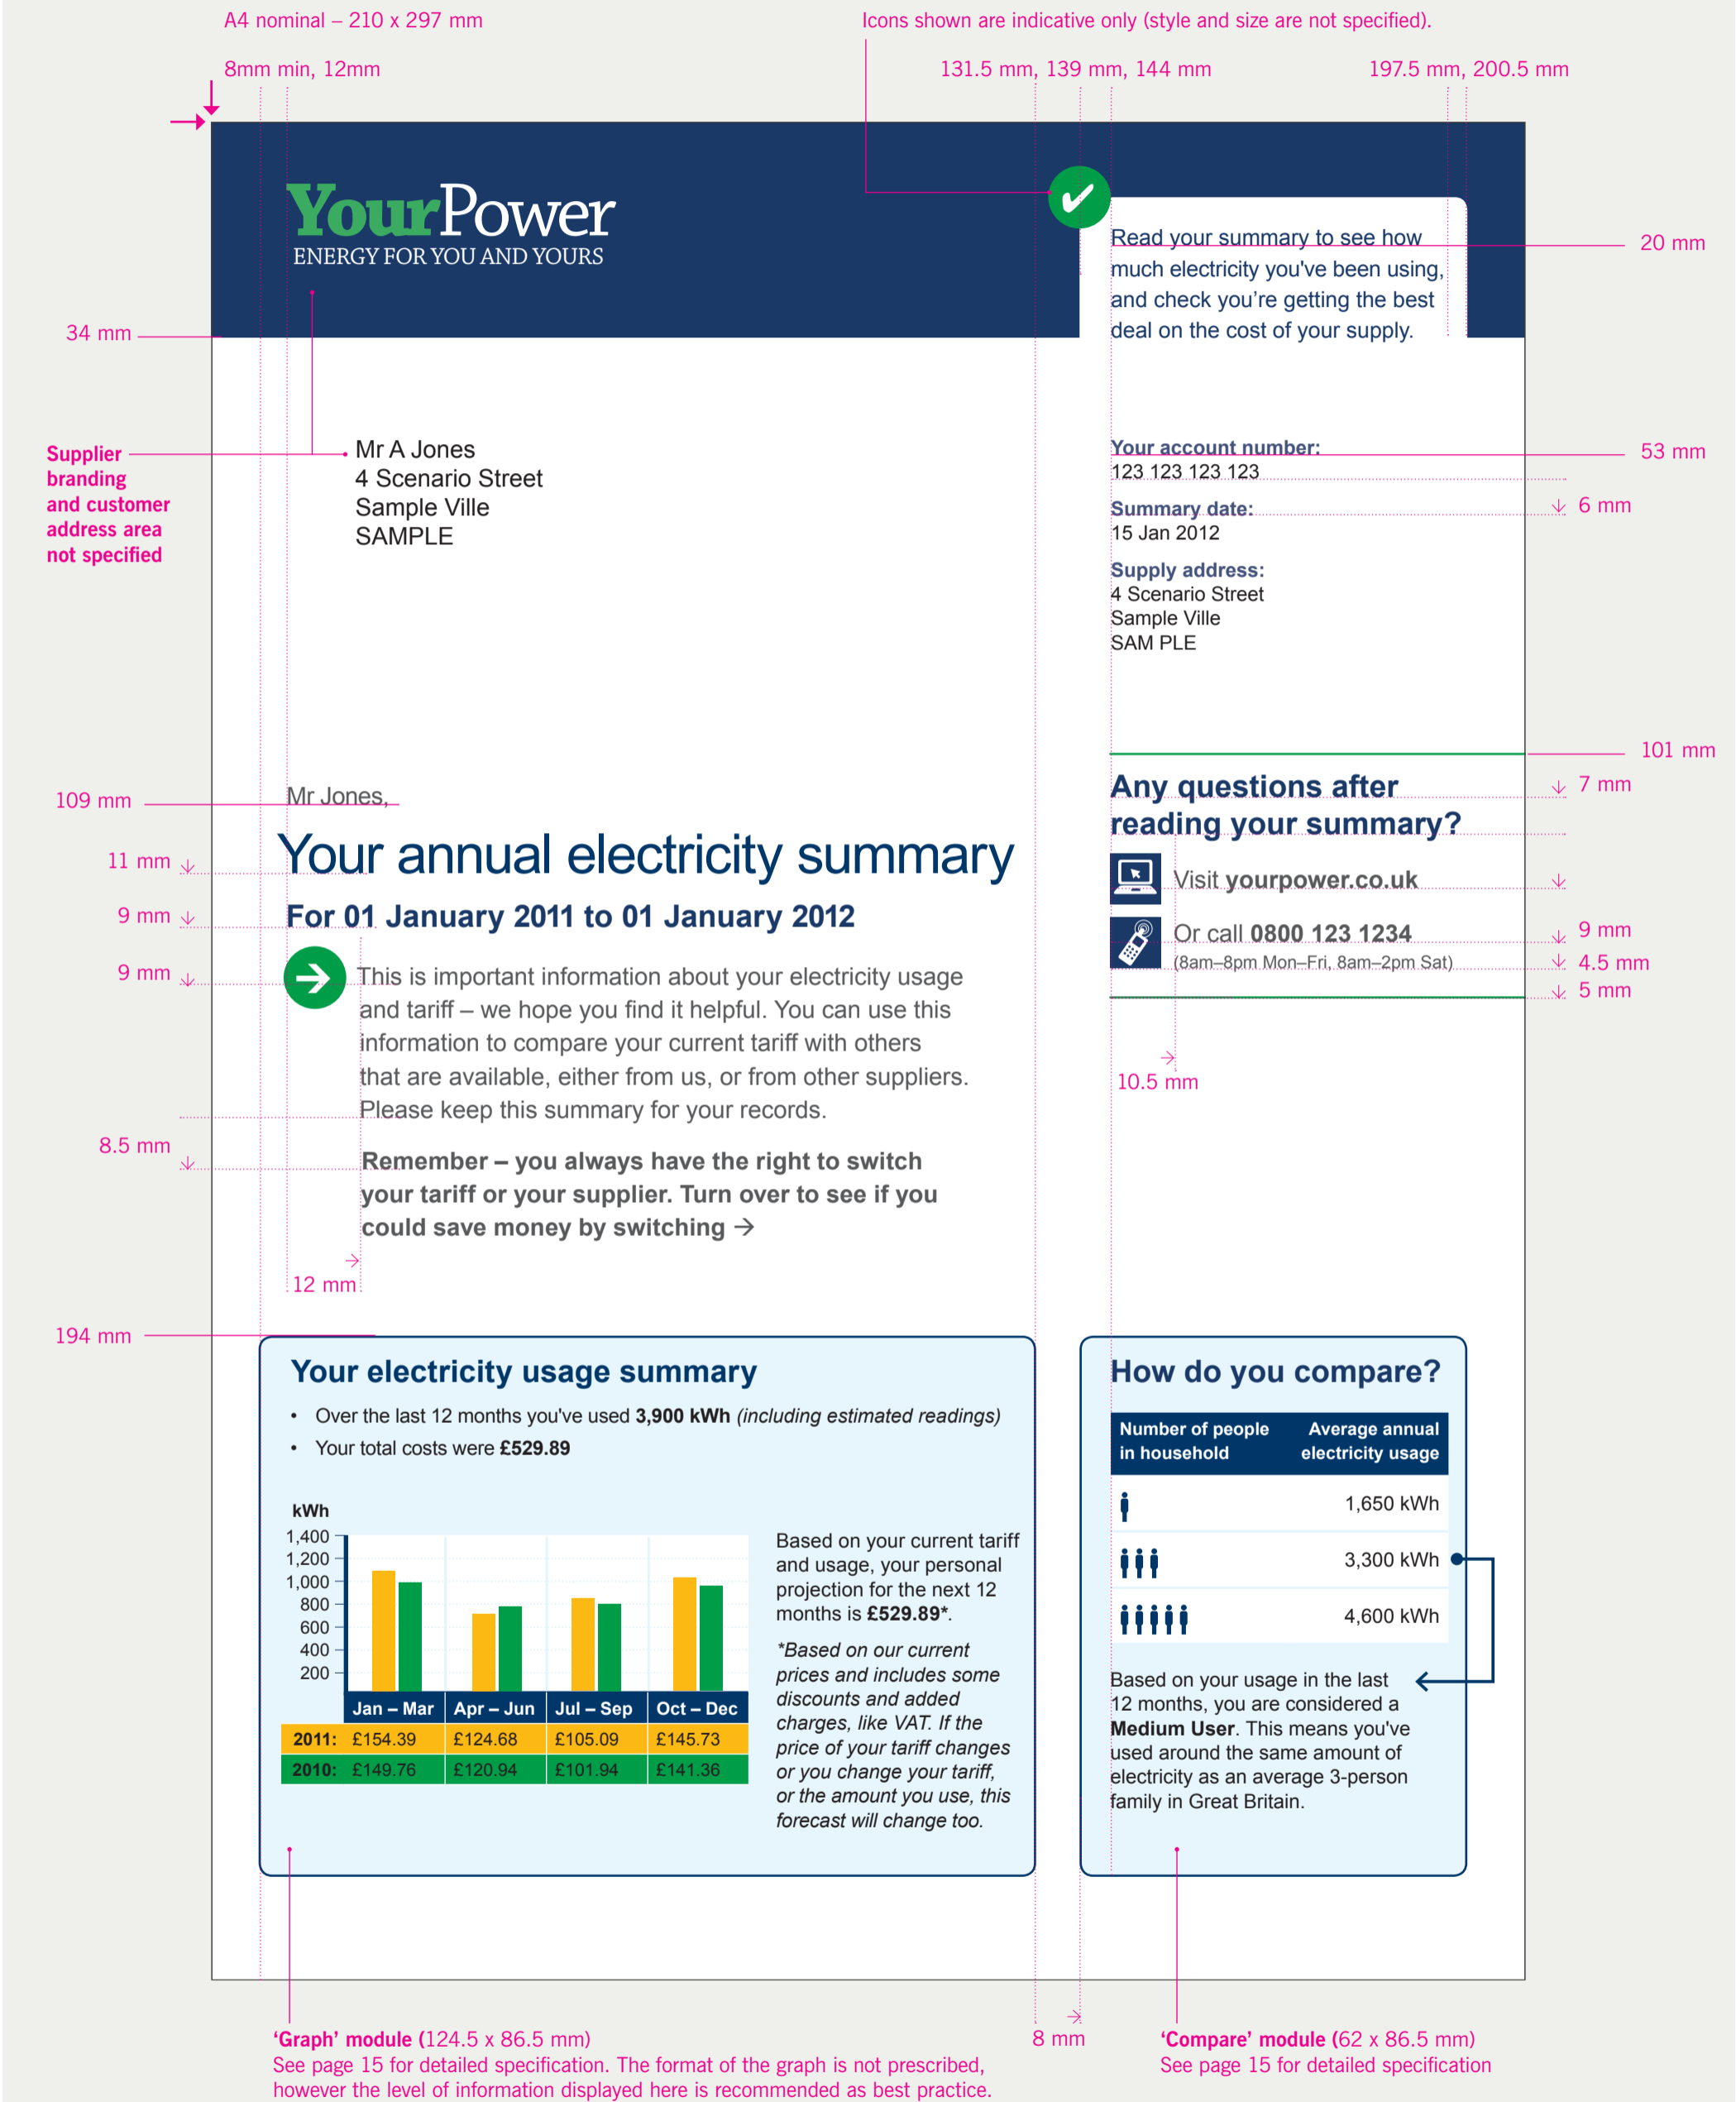 A4 nominal – 210 x 297 mm
Icons shown are indicative only (style and size are not specified).
8mm min, 12mm
131.5 mm, 139 mm, 144 mm
197.5 mm, 200.5 mm
YourPower
ENERGY FOR YOU AND YOURS
Read your summary to see how
much electricity you've been using,
and check you’re getting the best
deal on the cost of your supply.
20 mm
34 mm
Supplier
branding
and customer
address area
not specified
Mr A Jones
4 Scenario Street
Sample Ville
SAMPLE
Your account number:
123 123 123 123
Summary date:
15 Jan 2012
Supply address:
4 Scenario Street
Sample Ville
SAM PLE
53 mm
6 mm
101 mm
109 mm
Mr Jones,
11 mm
Your annual electricity summary
9 mm
For 01 January 2011 to 01 January 2012
9 mm
This is important information about your electricity usage
and tariff – we hope you find it helpful. You can use this
information to compare your current tariff with others
that are available, either from us, or from other suppliers.
Please keep this summary for your records.
8.5 mm
Remember – you always have the right to switch
your tariff or your supplier. Turn over to see if you
could save money by switching →
12 mm
Any questions after
reading your summary?
7 mm
Visit yourpower.co.uk
Or call 0800 123 1234
(8am–8pm Mon–Fri, 8am–2pm Sat)
9 mm
4.5 mm
5 mm
10.5 mm
194 mm
Your electricity usage summary
• Over the last 12 months you've used 3,900 kWh (including estimated readings)
• Your total costs were £529.89
kWh
1,400
1,200
1,000
800
600
400
200
Jan – Mar Apr – Jun Jul – Sep Oct – Dec
2011: £154.39 £124.68 £105.09 £145.73
2010: £149.76 £120.94 £101.94 £141.36
Based on your current tariff
and usage, your personal
projection for the next 12
months is £529.89*.
*Based on our current
prices and includes some
discounts and added
charges, like VAT. If the
price of your tariff changes
or you change your tariff,
or the amount you use, this
forecast will change too.
How do you compare?
Number of people
in household
Average annual
electricity usage
1,650 kWh
3,300 kWh
4,600 kWh
Based on your usage in the last
12 months, you are considered a
Medium User. This means you've
used around the same amount of
electricity as an average 3-person
family in Great Britain.
‘Graph’ module (124.5 x 86.5 mm)
See page 15 for detailed specification. The format of the graph is not prescribed,
however the level of information displayed here is recommended as best practice.
8 mm
‘Compare’ module (62 x 86.5 mm)
See page 15 for detailed specification